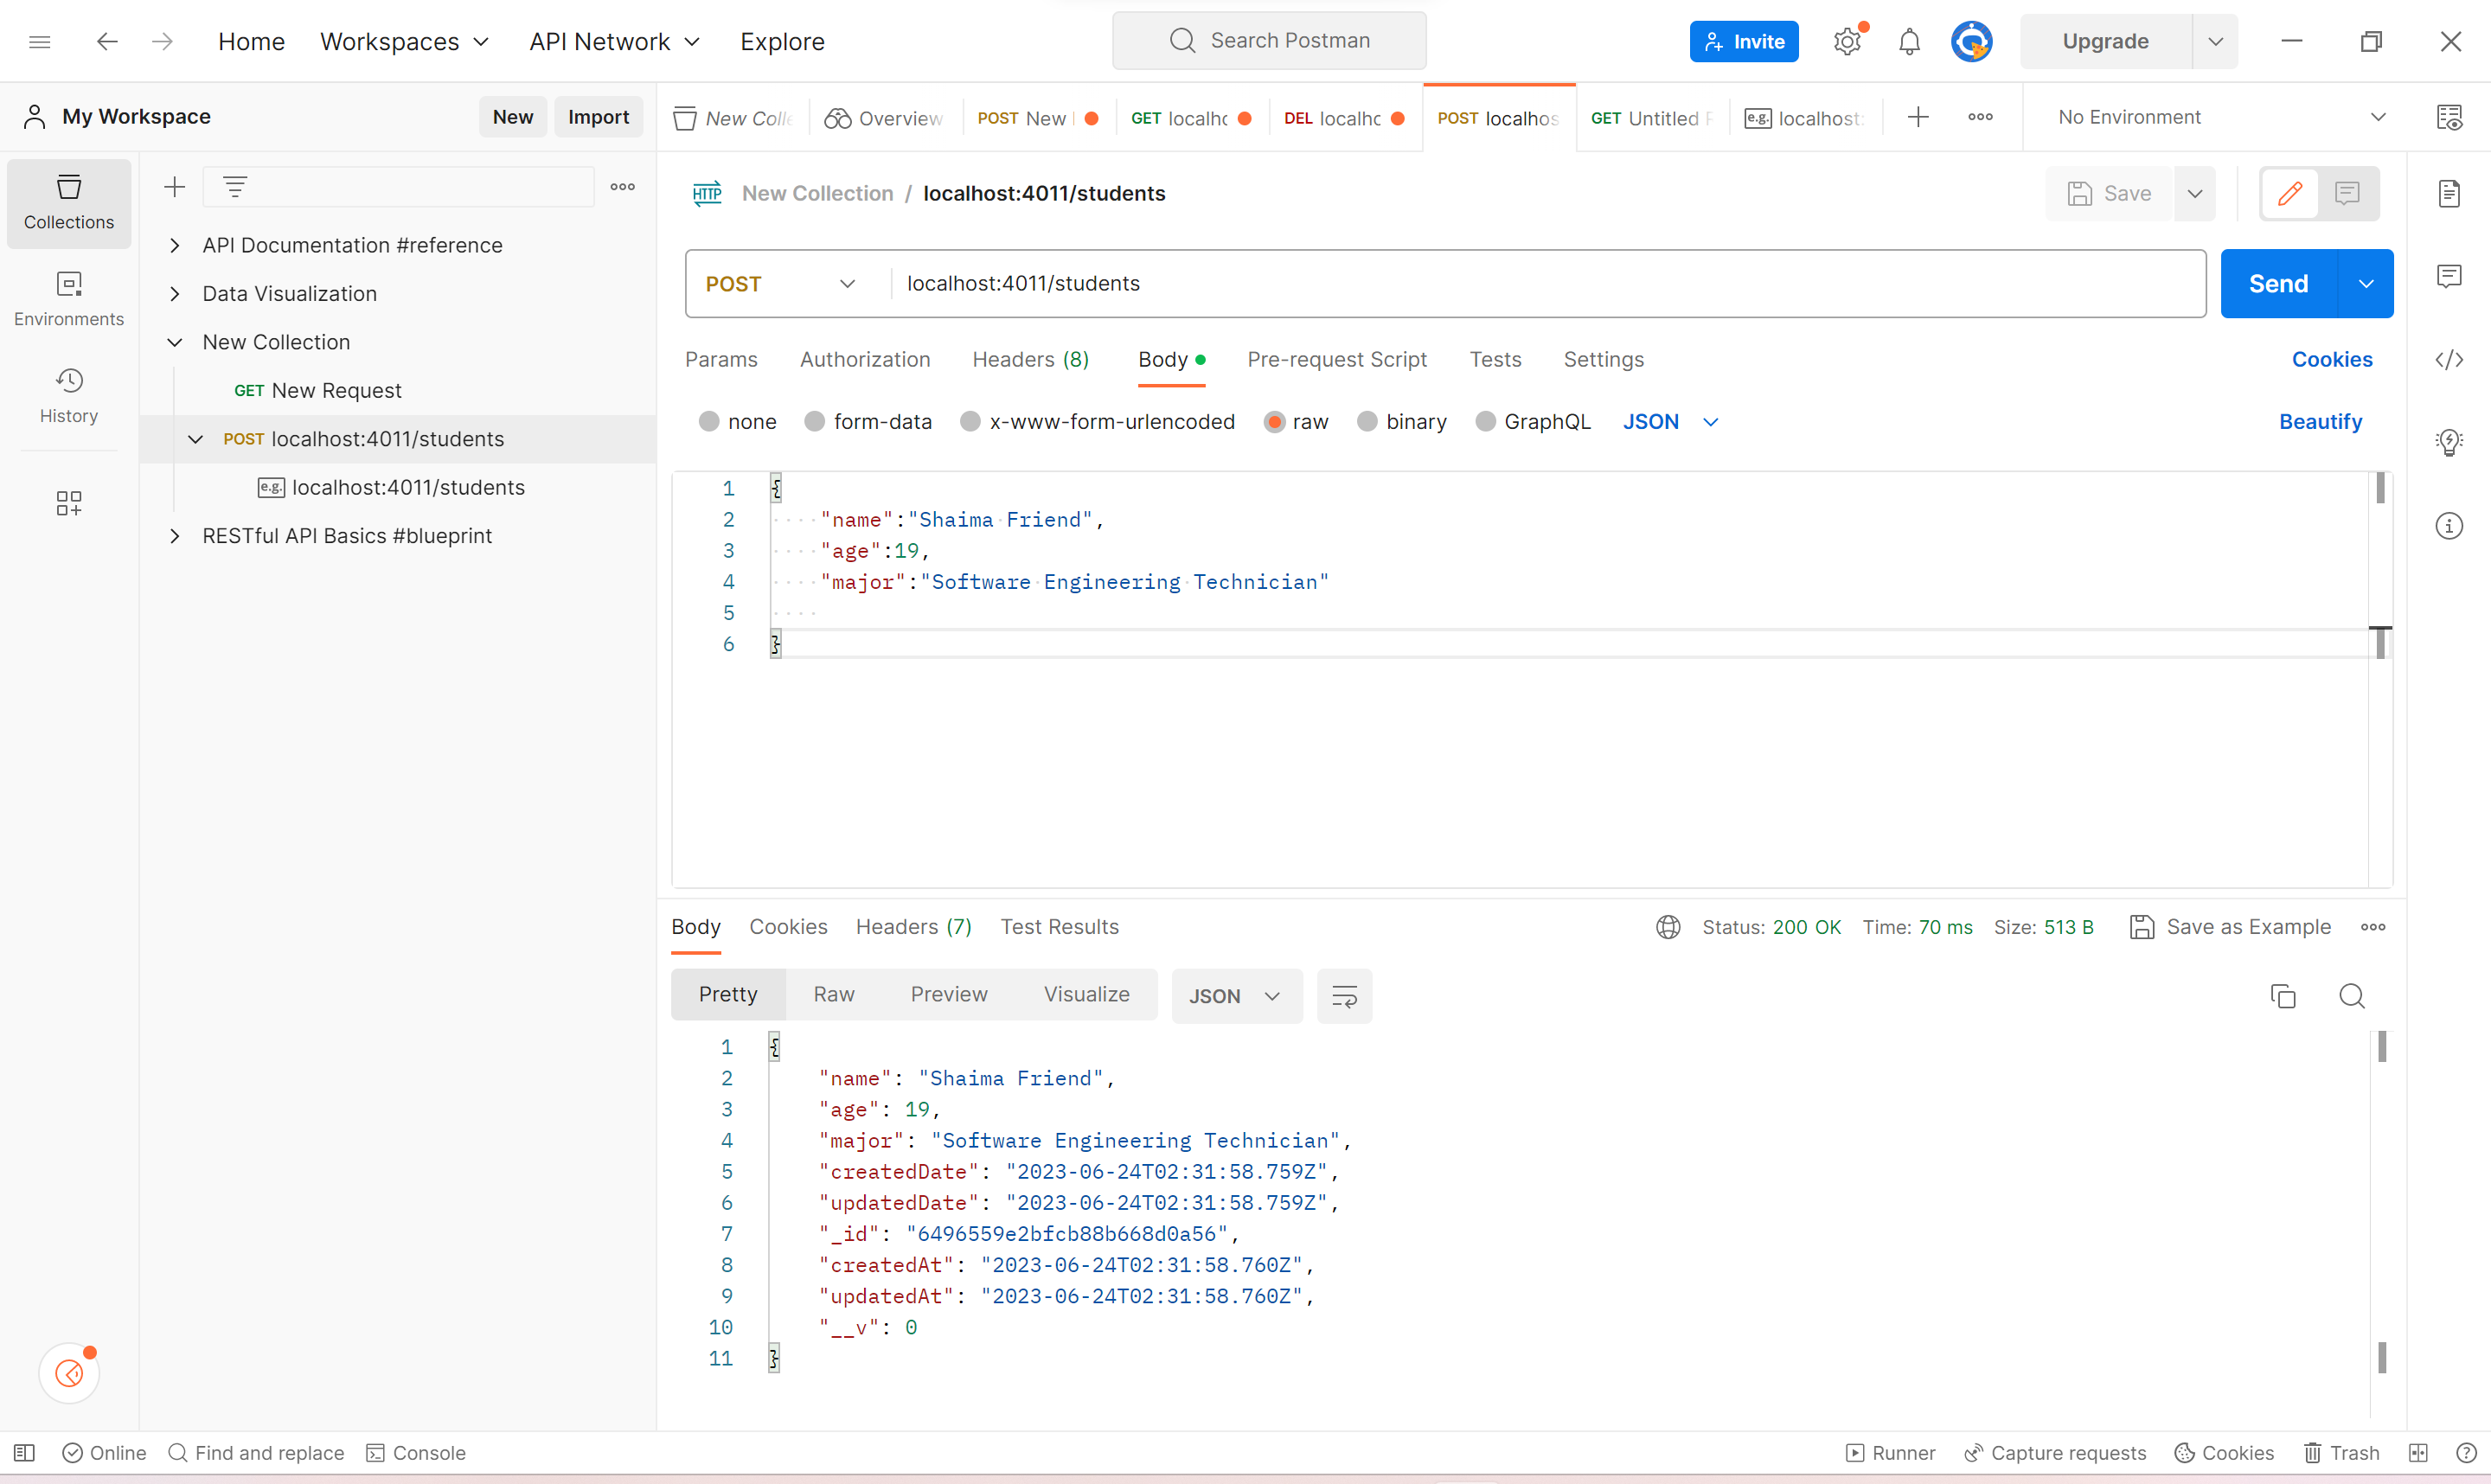 Home Workspaces API Network Explore Search Postman Invite Upgrade
My Workspace New Import New Colle Overview POST New GET localhc DEL localhc POST localhos GET Untitled e.g. localhost: No Environment
Collections
Environments
History
API Documentation #reference
Data Visualization
New Collection
GET New Request
POST localhost:4011/students
e.g. localhost:4011/students
RESTful API Basics #blueprint
HTTP New Collection / localhost:4011/students Save
POST localhost:4011/students Send
Params Authorization Headers (8) Body Pre-request Script Tests Settings Cookies
none form-data x-www-form-urlencoded raw binary GraphQL JSON Beautify
1 {
2 "name":"Shaima Friend",
3 "age":19,
4 "major":"Software Engineering Technician"
5
6 }
Body Cookies Headers (7) Test Results Status: 200 OK Time: 70 ms Size: 513 B Save as Example
Pretty Raw Preview Visualize JSON
1 {
2 "name": "Shaima Friend",
3 "age": 19,
4 "major": "Software Engineering Technician",
5 "createdDate": "2023-06-24T02:31:58.759Z",
6 "updatedDate": "2023-06-24T02:31:58.759Z",
7 "_id": "6496559e2bfcb88b668d0a56",
8 "createdAt": "2023-06-24T02:31:58.760Z",
9 "updatedAt": "2023-06-24T02:31:58.760Z",
10 "__v": 0
11 }
Online Find and replace Console Runner Capture requests Cookies Trash